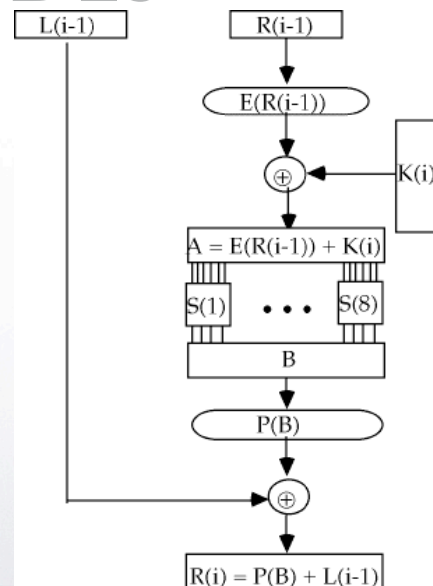 L(i-1) R(i-1)
E(R(i-1))
⊕
K(i)
A = E(R(i-1)) + K(i)
S(1) • • • S(8)
B
P(B)
⊕
R(i) = P(B) + L(i-1)